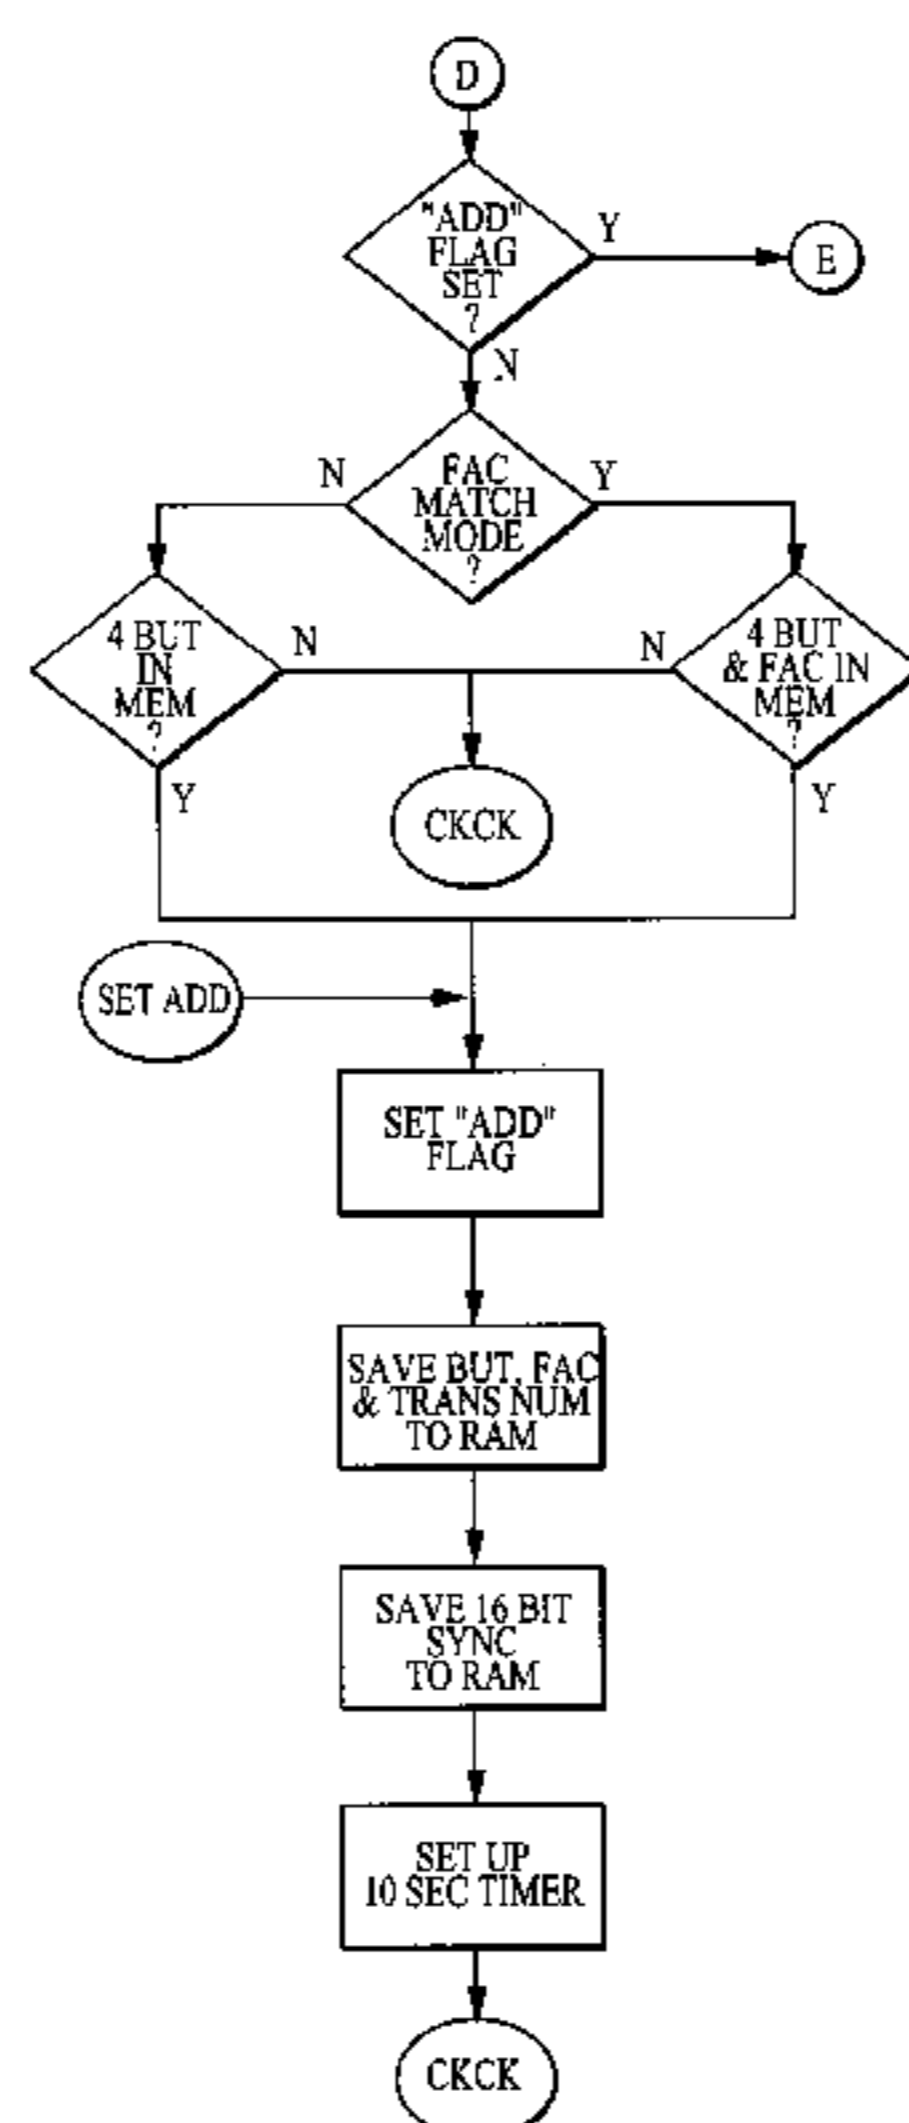 D
"ADD"
FLAG
SET
?
Y
E
N
FAC
MATCH
MODE
?
N
Y
4 BUT
IN
MEM
?
N
N
4 BUT
& FAC IN
MEM
?
Y
CKCK
Y
SET ADD
SET "ADD"
FLAG
SAVE BUT, FAC
& TRANS NUM
TO RAM
SAVE 16 BIT
SYNC
TO RAM
SET UP
10 SEC TIMER
CKCK